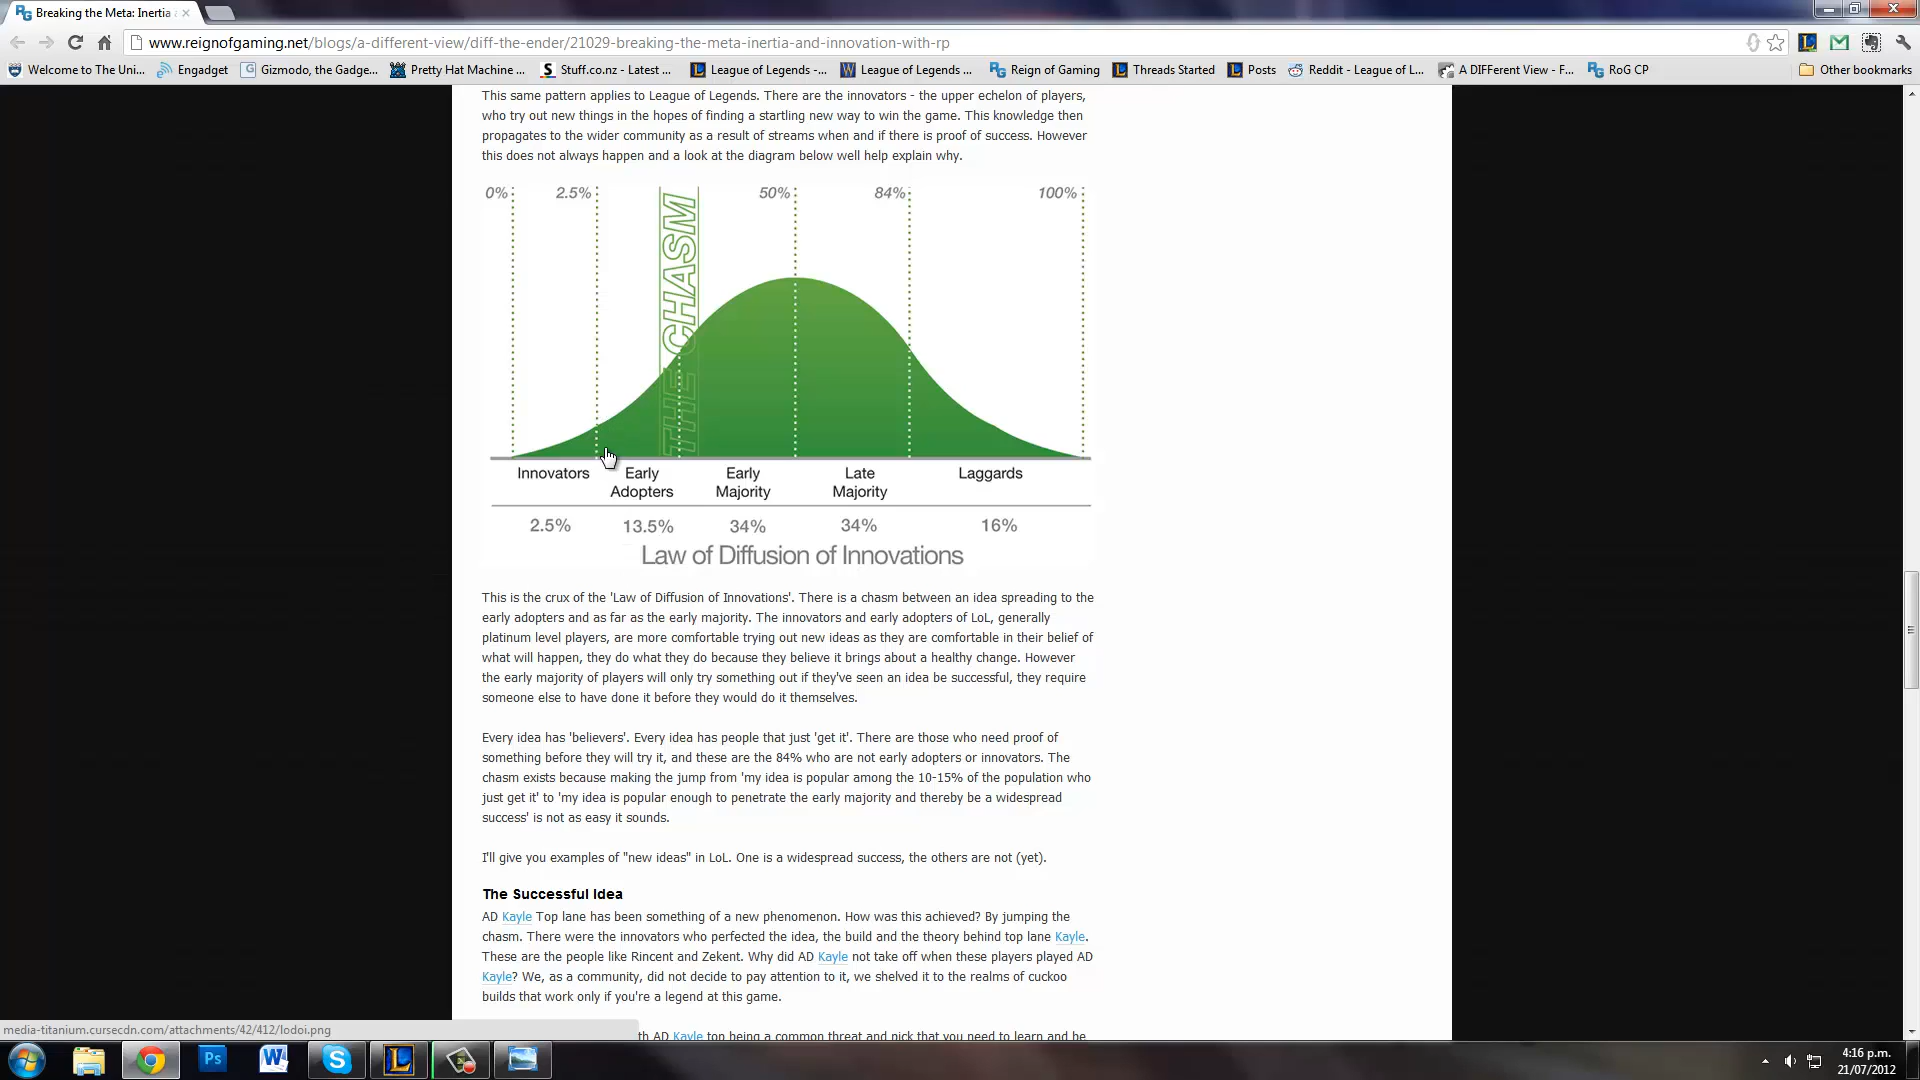 Breaking the Meta: Inertia
www.reignofgaming.net/blogs/a-different-view/diff-the-ender/21029-breaking-the-meta-inertia-and-innovation-with-rp
Welcome to The Uni... Engadget Gizmodo, the Gadge... Pretty Hat Machine ... Stuff.co.nz - Latest ... League of Legends -... League of Legends ... Reign of Gaming Threads Started Posts Reddit - League of L... A DIFFerent View - F... RoG CP Other bookmarks
This same pattern applies to League of Legends. There are the innovators - the upper echelon of players,
who try out new things in the hopes of finding a startling new way to win the game. This knowledge then
propagates to the wider community as a result of streams when and if there is proof of success. However
this does not always happen and a look at the diagram below well help explain why.
0% 2.5% 50% 84% 100%
THE CHASM
Innovators Early Adopters Early Majority Late Majority Laggards
2.5% 13.5% 34% 34% 16%
Law of Diffusion of Innovations
This is the crux of the 'Law of Diffusion of Innovations'. There is a chasm between an idea spreading to the
early adopters and as far as the early majority. The innovators and early adopters of LoL, generally
platinum level players, are more comfortable trying out new ideas as they are comfortable in their belief of
what will happen, they do what they do because they believe it brings about a healthy change. However
the early majority of players will only try something out if they've seen an idea be successful, they require
someone else to have done it before they would do it themselves.
Every idea has 'believers'. Every idea has people that just 'get it'. There are those who need proof of
something before they will try it, and these are the 84% who are not early adopters or innovators. The
chasm exists because making the jump from 'my idea is popular among the 10-15% of the population who
just get it' to 'my idea is popular enough to penetrate the early majority and thereby be a widespread
success' is not as easy it sounds.
I'll give you examples of "new ideas" in LoL. One is a widespread success, the others are not (yet).
The Successful Idea
AD Kayle Top lane has been something of a new phenomenon. How was this achieved? By jumping the
chasm. There were the innovators who perfected the idea, the build and the theory behind top lane Kayle.
These are the people like Rincent and Zekent. Why did AD Kayle not take off when these players played AD
Kayle? We, as a community, did not decide to pay attention to it, we shelved it to the realms of cuckoo
builds that work only if you're a legend at this game.
media-titanium.cursecdn.com/attachments/42/412/lodoi.png
th AD Kayle top being a common threat and pick that you need to learn and be
Ps W S L
4:16 p.m.
21/07/2012